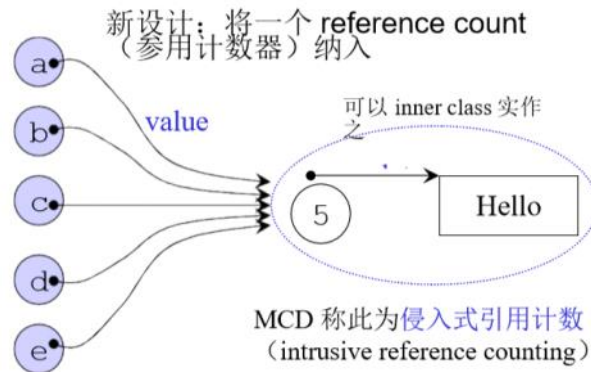 新设计：将一个 reference count
（参用计数器）纳入
a
b
value
c
d
e
可以 inner class 实作
之
5
Hello
MCD 称此为侵入式引用计数
（intrusive reference counting）